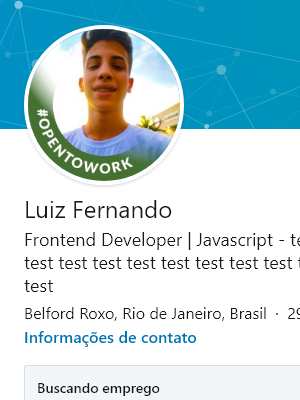 #OPENTOWORK
Luiz Fernando
Frontend Developer | Javascript - te
test test test test test test test test t
test
Belford Roxo, Rio de Janeiro, Brasil · 29
Informações de contato
Buscando emprego